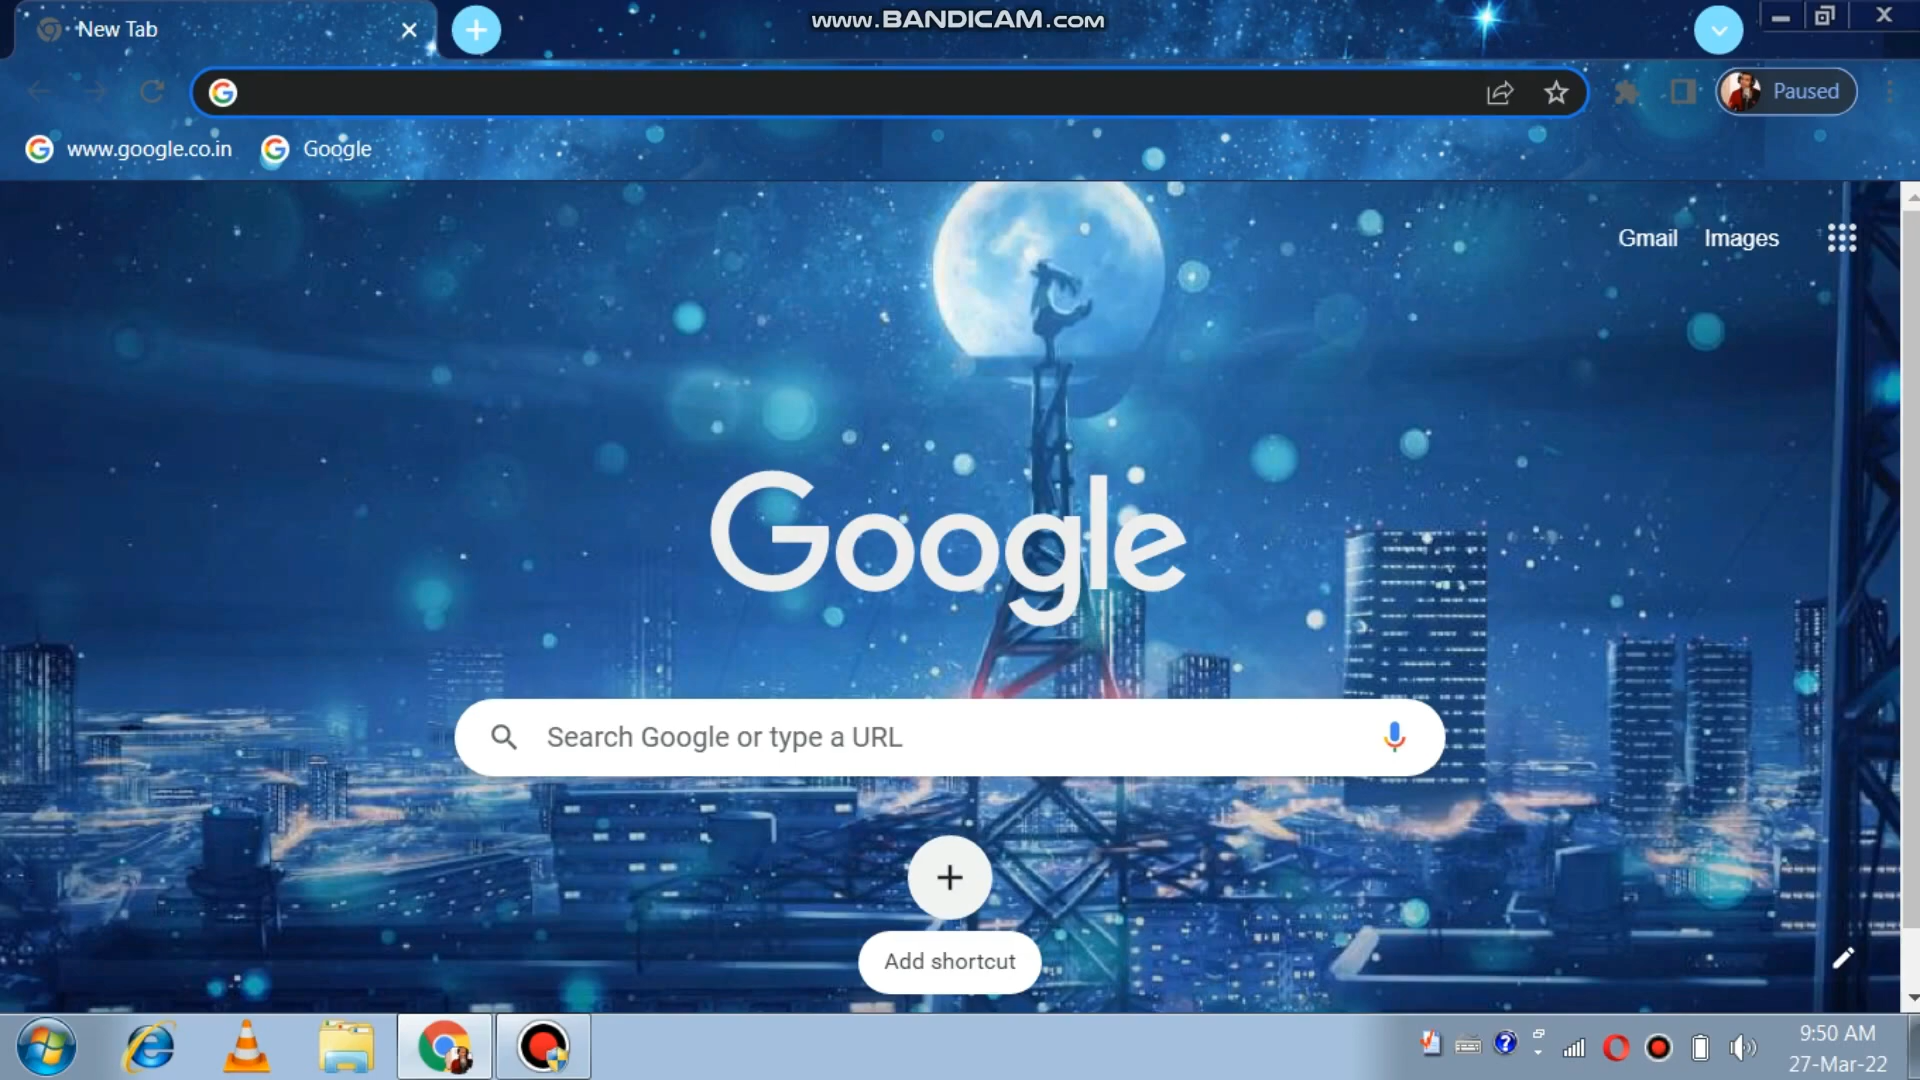 www.BANDICAM.com
New Tab
Paused
www.google.co.in
Google
Gmail
Images
Google
Search Google or type a URL
Add shortcut
9:50 AM
27-Mar-22